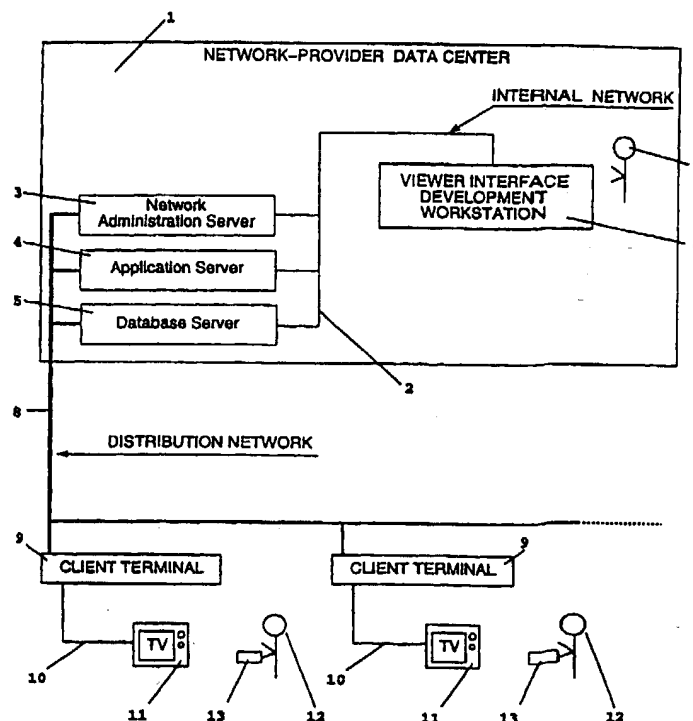 1
NETWORK-PROVIDER DATA CENTER
INTERNAL NETWORK
3
Network
Administration Server
VIEWER INTERFACE
DEVELOPMENT
WORKSTATION
4
Application Server
5
Database Server
2
8
DISTRIBUTION NETWORK
9
CLIENT TERMINAL
9
CLIENT TERMINAL
TV
TV
10
10
11
13
12
11
13
12